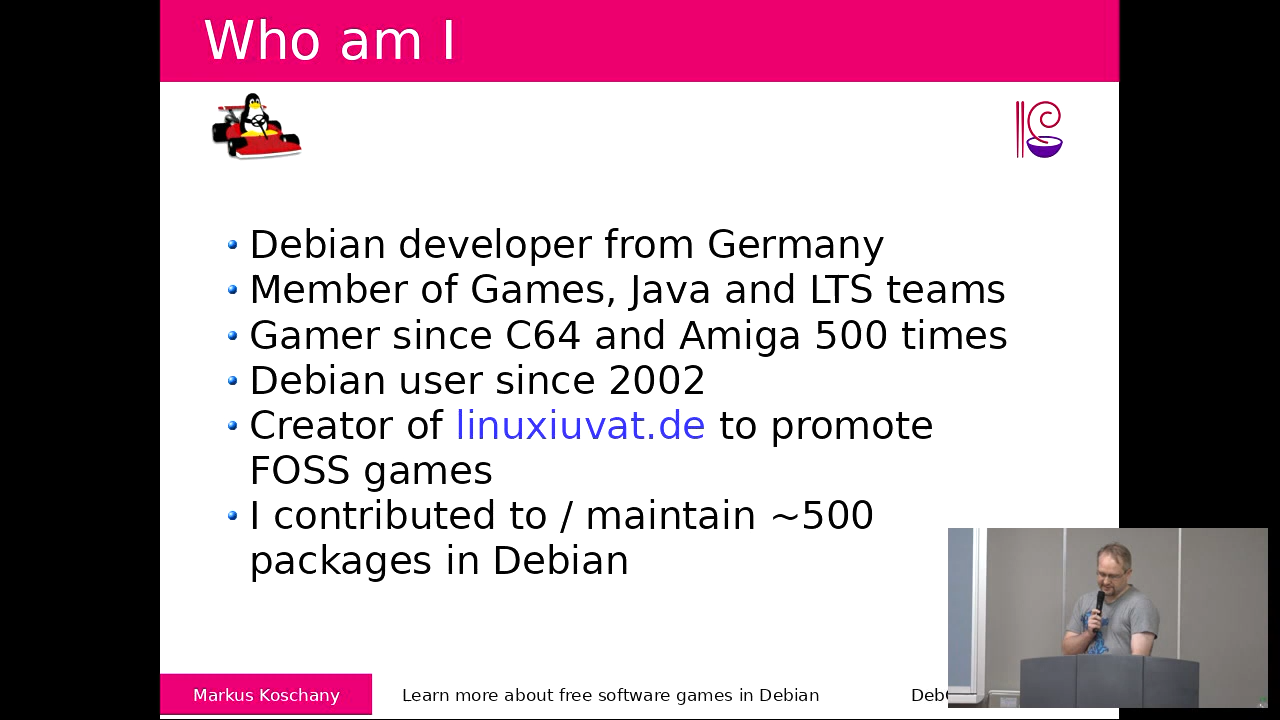 Who am I
Debian developer from Germany
Member of Games, Java and LTS teams
Gamer since C64 and Amiga 500 times
Debian user since 2002
Creator of linuxiuvat.de to promote
FOSS games
I contributed to / maintain ~500
packages in Debian
Markus Koschany
Learn more about free software games in Debian